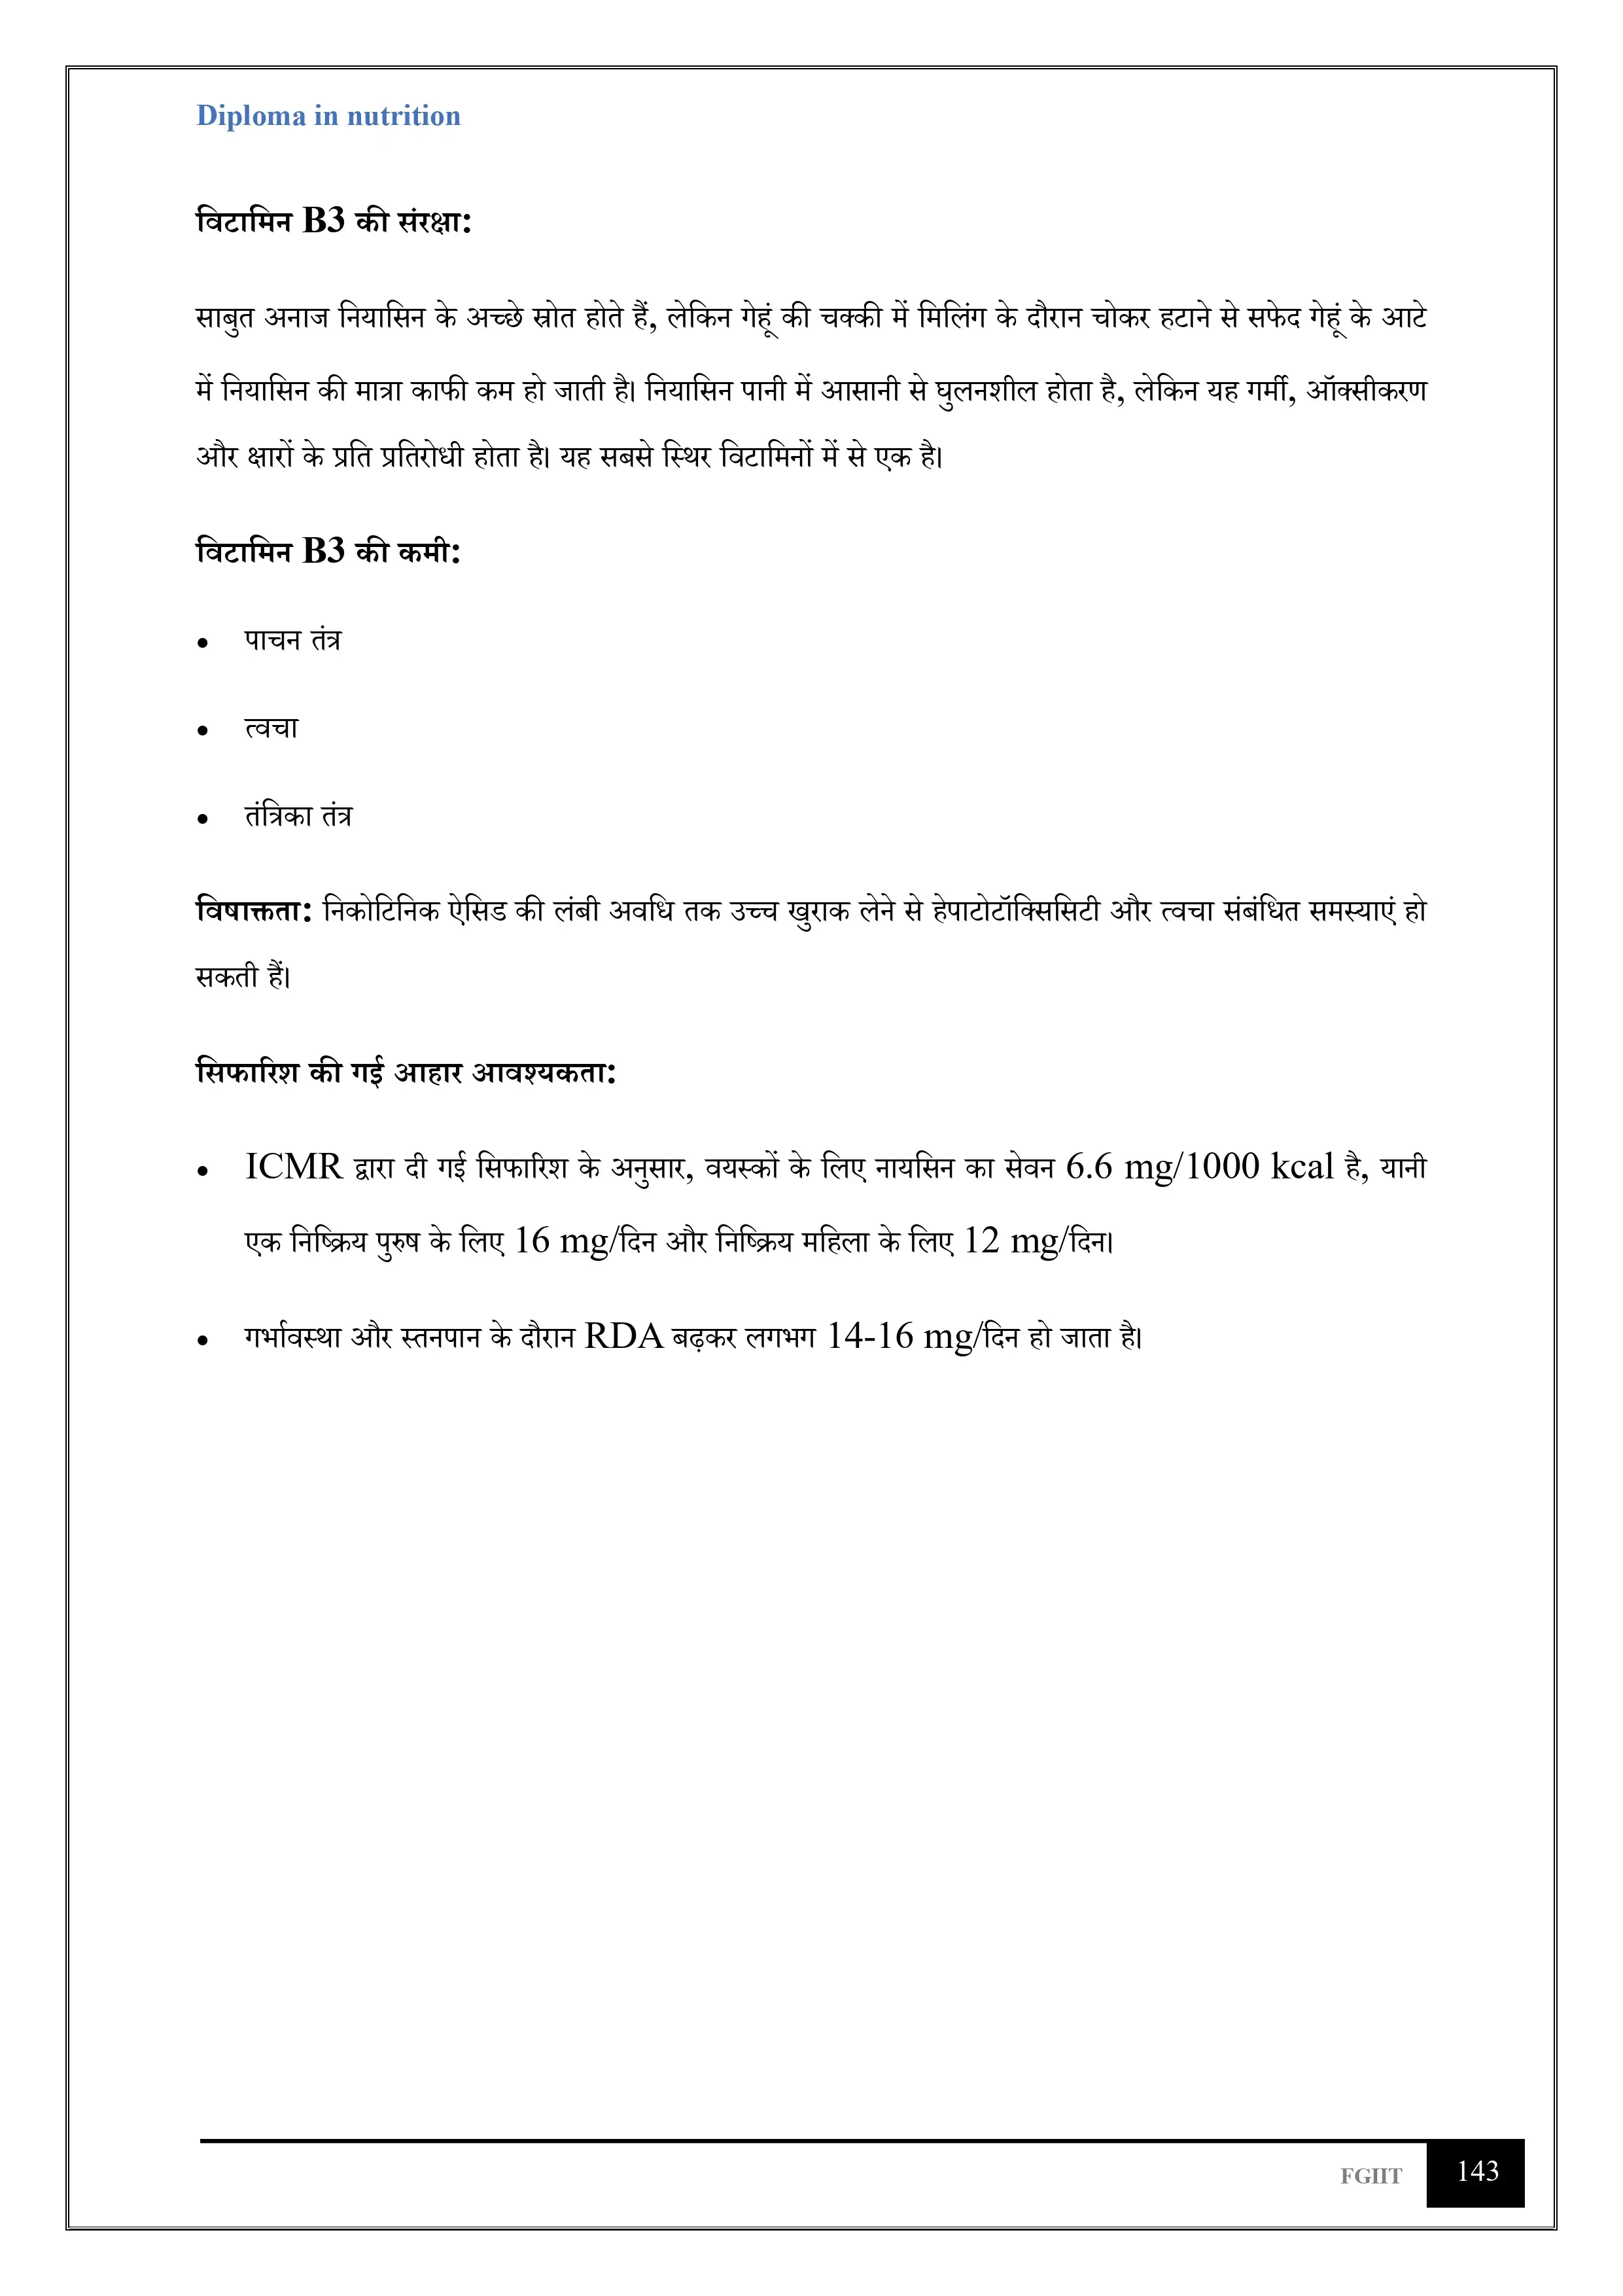 Diploma in nutrition
विटामिन B3 की संरक्षा:
साबुत अनाज नियासिन के अच्छे स्रोत होते हैं, लेकिन गेहूं की चक्की में मिलिंग के दौरान चोकर हटाने से सफेद गेहूं के आटे
में नियासिन की मात्रा काफी कम हो जाती है। नियासिन पानी में आसानी से घुलनशील होता है, लेकिन यह गर्मी, ऑक्सीकरण
और क्षारों के प्रति प्रतिरोधी होता है। यह सबसे स्थिर विटामिनों में से एक है।
विटामिन B3 की कमी:
• पाचन तंत्र
• त्वचा
• तंत्रिका तंत्र
विषाक्तता: निकोटिनिक ऐसिड की लंबी अवधि तक उच्च खुराक लेने से हेपाटोटॉक्सिसिटी और त्वचा संबंधित समस्याएं हो
सकती हैं।
सिफारिश की गई आहार आवश्यकता:
• ICMR द्वारा दी गई सिफारिश के अनुसार, वयस्कों के लिए नायसिन का सेवन 6.6 mg/1000 kcal है, यानी
एक निष्क्रिय पुरुष के लिए 16 mg/दिन और निष्क्रिय महिला के लिए 12 mg/दिन।
• गर्भावस्था और स्तनपान के दौरान RDA बढ़कर लगभग 14-16 mg/दिन हो जाता है।
FGIIT 143